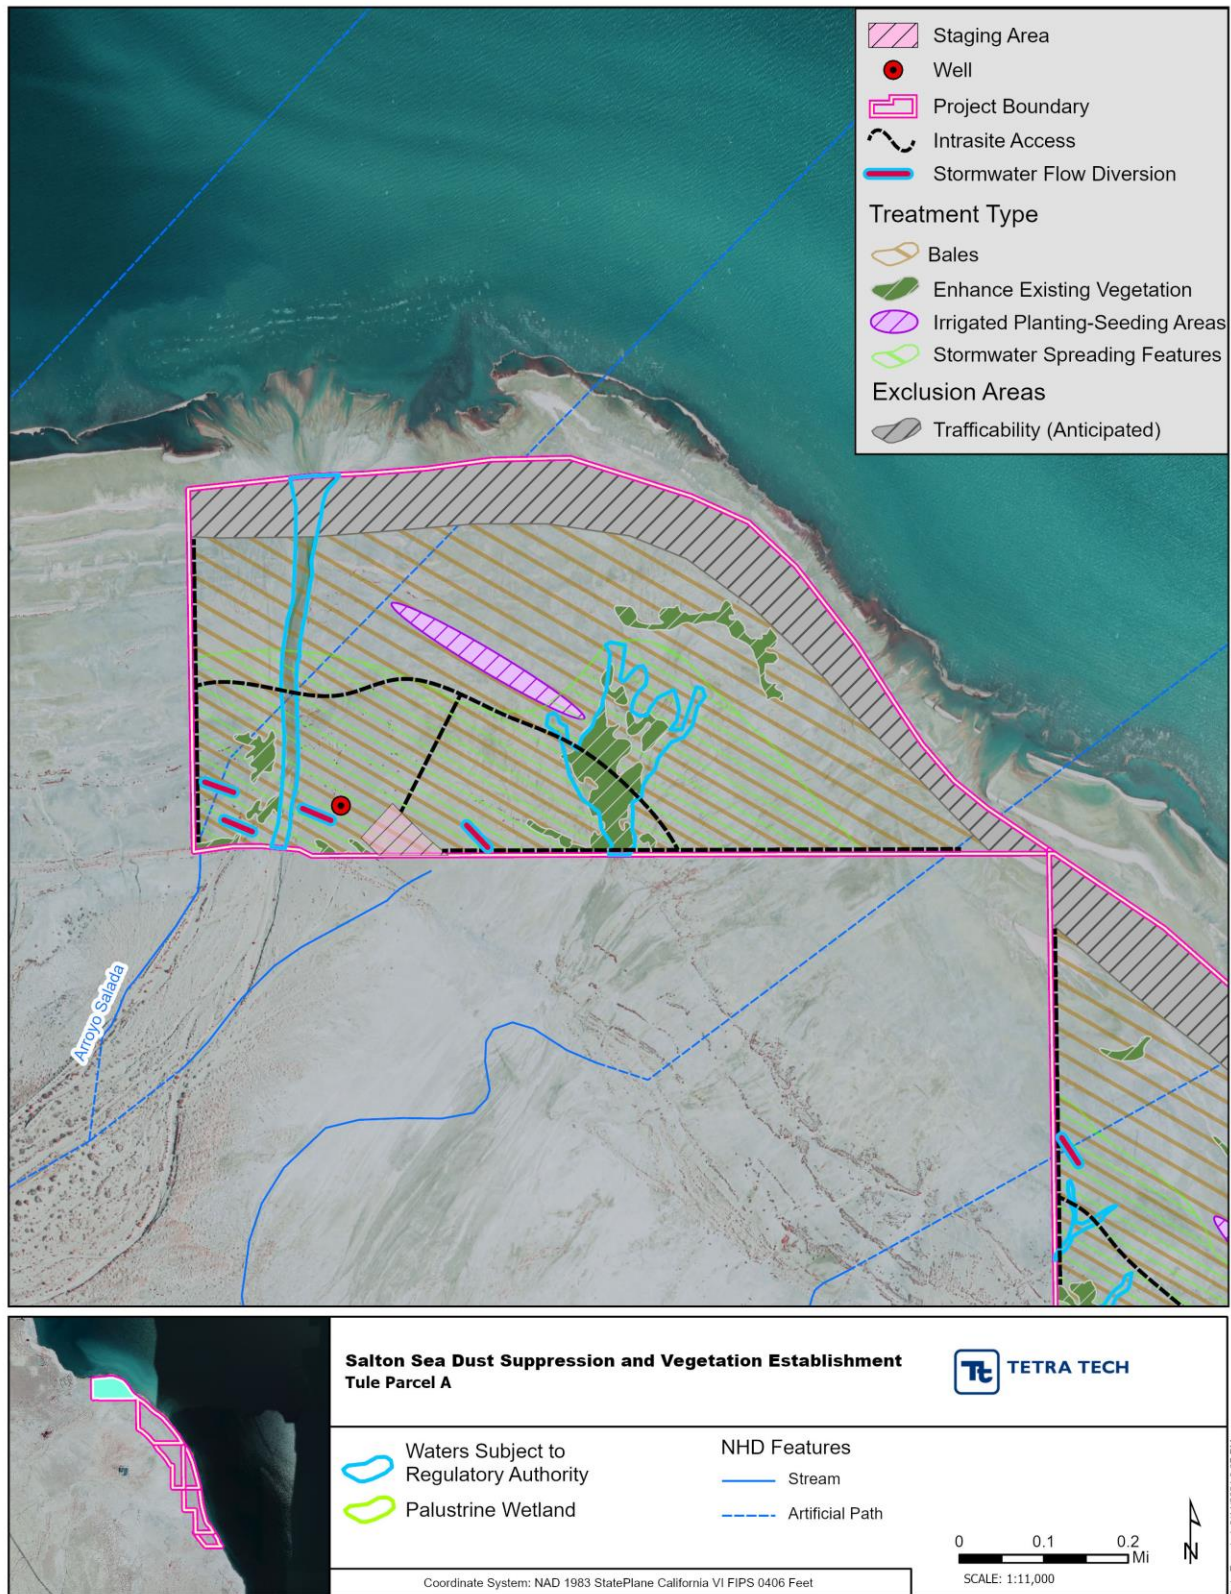 Staging Area
Well
Project Boundary
Intrasite Access
Stormwater Flow Diversion
Treatment Type
Bales
Enhance Existing Vegetation
Irrigated Planting-Seeding Areas
Stormwater Spreading Features
Exclusion Areas
Trafficability (Anticipated)
Arroyo Salada
Salton Sea Dust Suppression and Vegetation Establishment
Tule Parcel A
Tt TETRA TECH
Waters Subject to
Regulatory Authority
Palustrine Wetland
NHD Features
Stream
Artificial Path
0 0.1 0.2
Mi
SCALE: 1:11,000
N
Coordinate System: NAD 1983 StatePlane California VI FIPS 0406 Feet